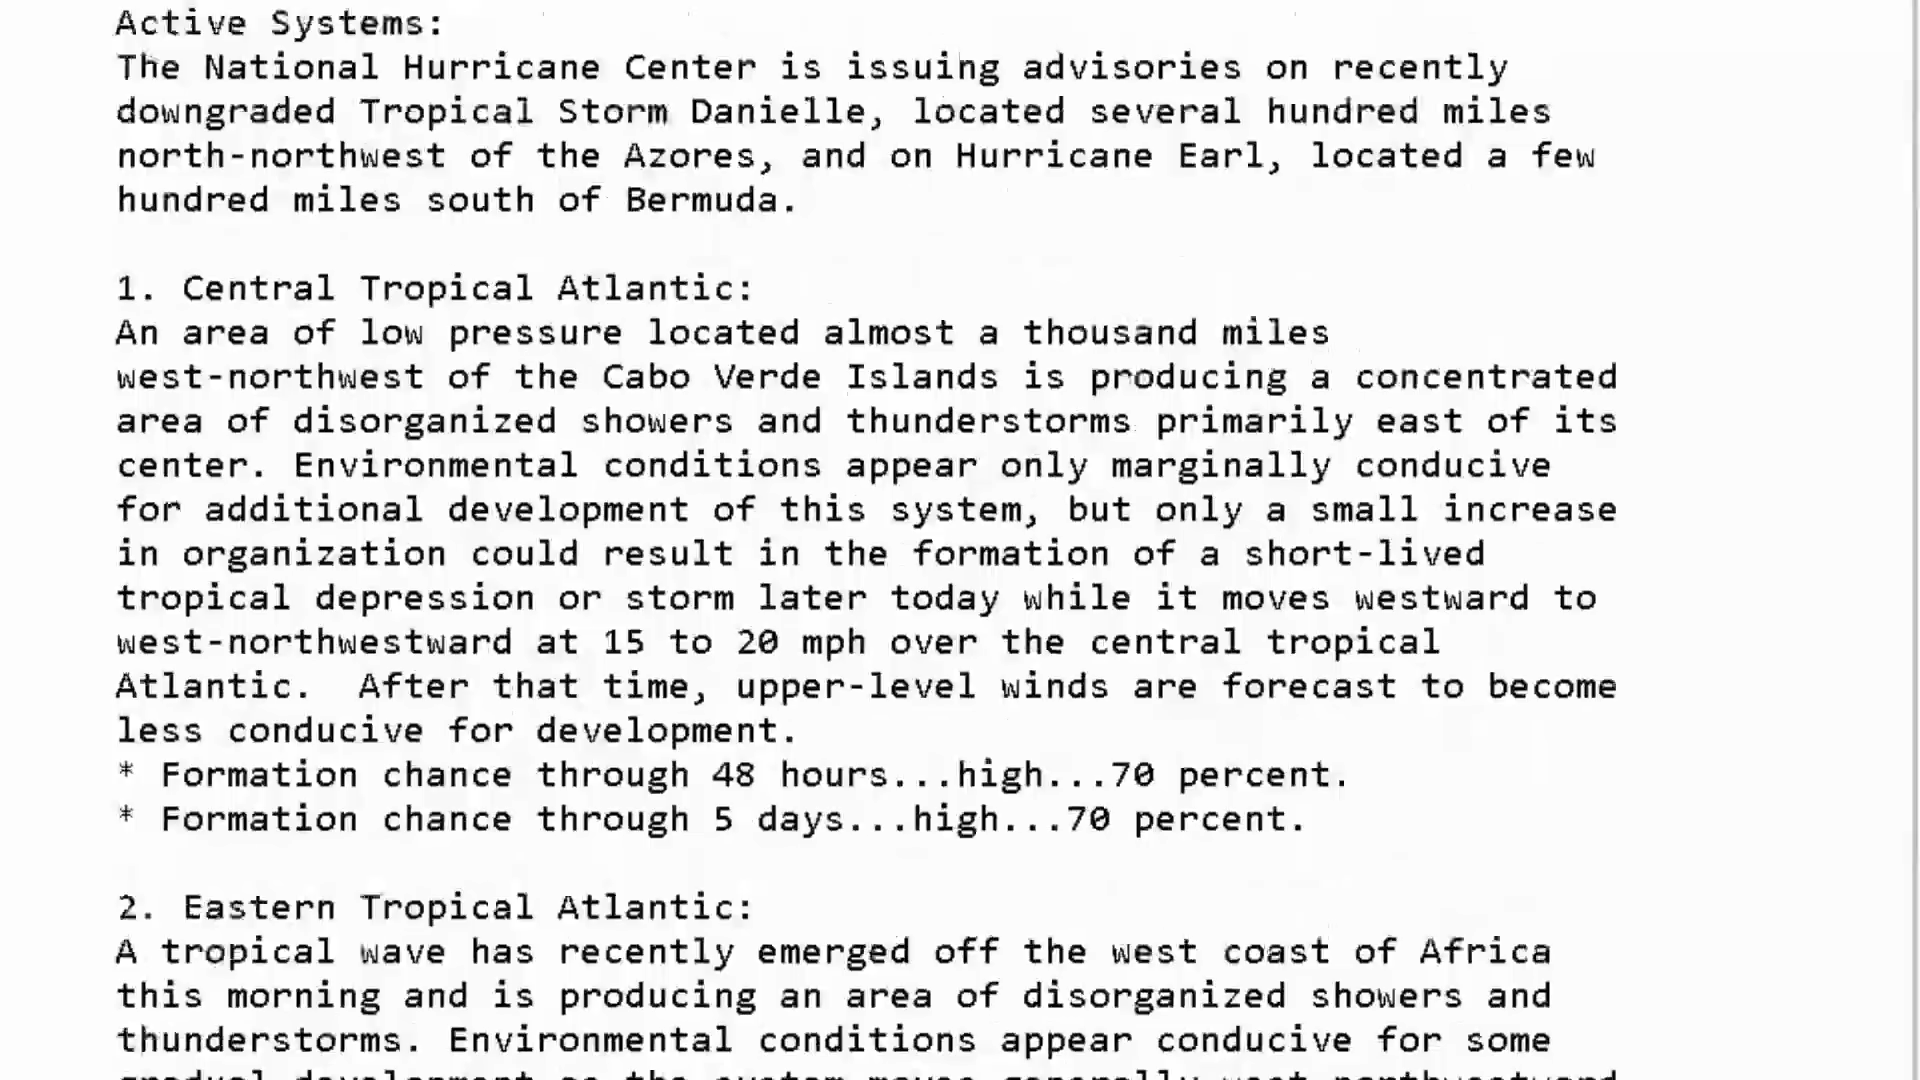 Active Systems:
The National Hurricane Center is issuing advisories on recently
downgraded Tropical Storm Danielle, located several hundred miles
north-northwest of the Azores, and on Hurricane Earl, located a few
hundred miles south of Bermuda.
1. Central Tropical Atlantic:
An area of low pressure located almost a thousand miles
west-northwest of the Cabo Verde Islands is producing a concentrated
area of disorganized showers and thunderstorms primarily east of its
center. Environmental conditions appear only marginally conducive
for additional development of this system, but only a small increase
in organization could result in the formation of a short-lived
tropical depression or storm later today while it moves westward to
west-northwestward at 15 to 20 mph over the central tropical
Atlantic.  After that time, upper-level winds are forecast to become
less conducive for development.
* Formation chance through 48 hours...high...70 percent.
* Formation chance through 5 days...high...70 percent.
2. Eastern Tropical Atlantic:
A tropical wave has recently emerged off the west coast of Africa
this morning and is producing an area of disorganized showers and
thunderstorms. Environmental conditions appear conducive for some